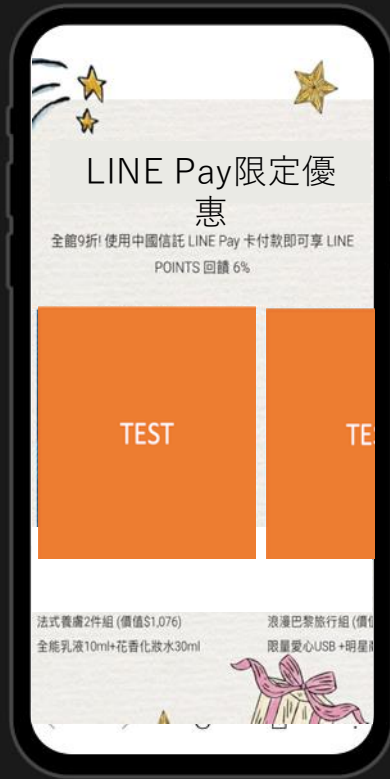 LINE Pay限定優
惠
全館9折! 使用中國信託 LINE Pay 卡付款即可享 LINE
POINTS 回饋 6%
TEST
法式養膚2件組 (價值$1,076)
全能乳液10ml+花香化妝水30ml
浪漫巴黎旅行組
限量愛心USB +明星